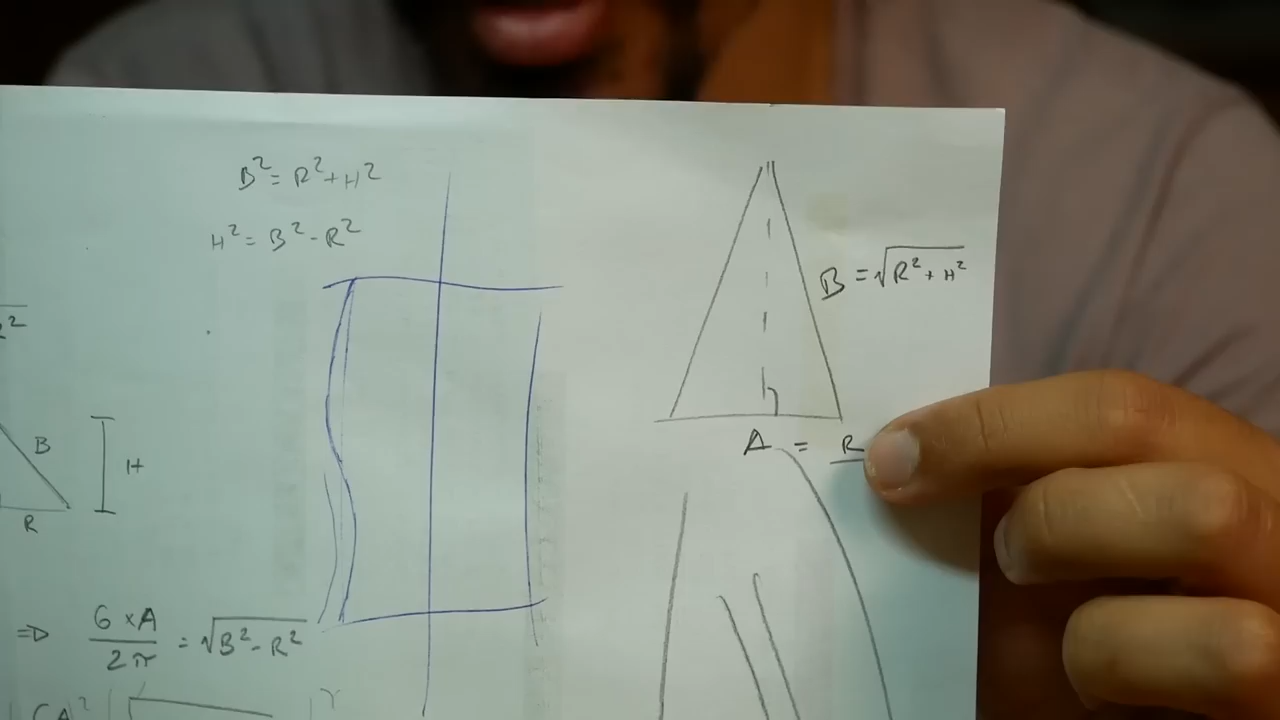 B² = R² + H²
H² = B² - R²
B = √(R² + H²)
B
H
R
A = R
⇒ 6 × A / 2π = √(B² - R²)